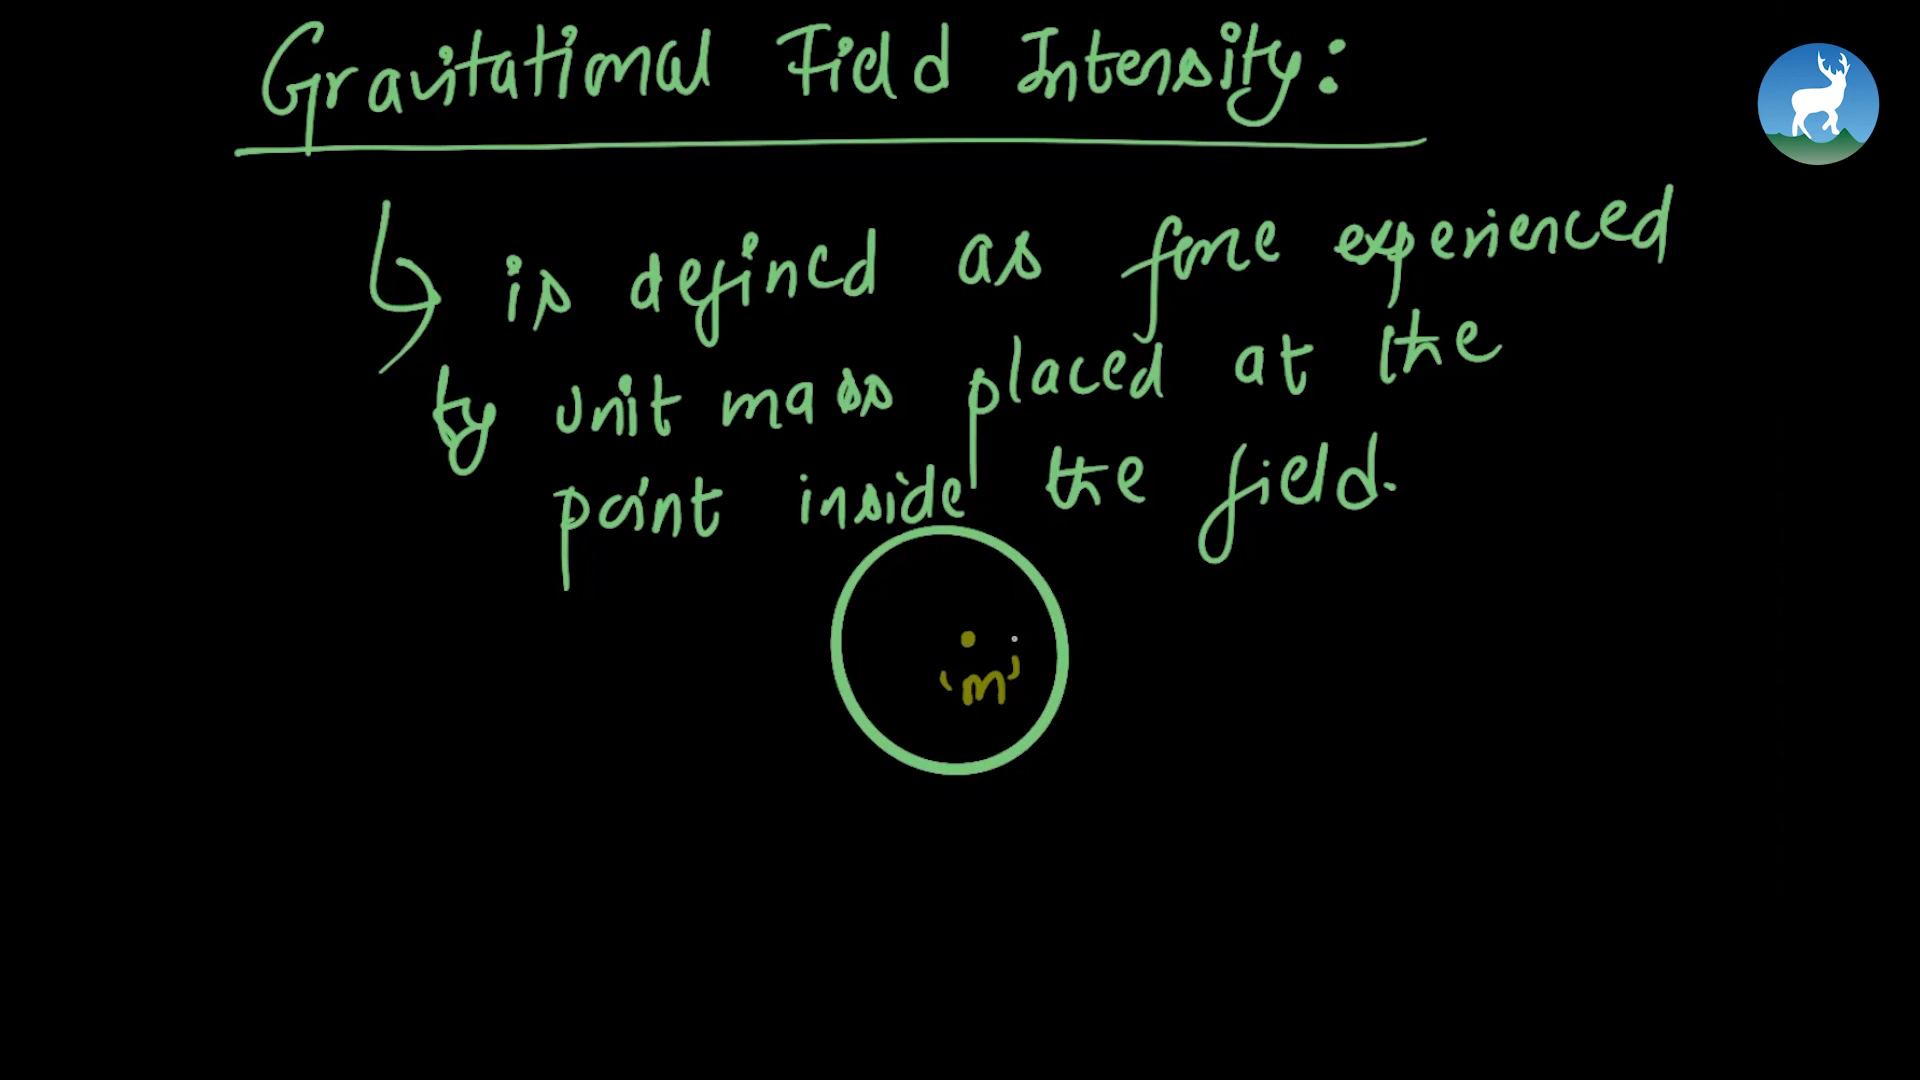 Gravitational Field Intensity:
is defined as force experienced
by unit mass placed at the
point inside the field.
'm'